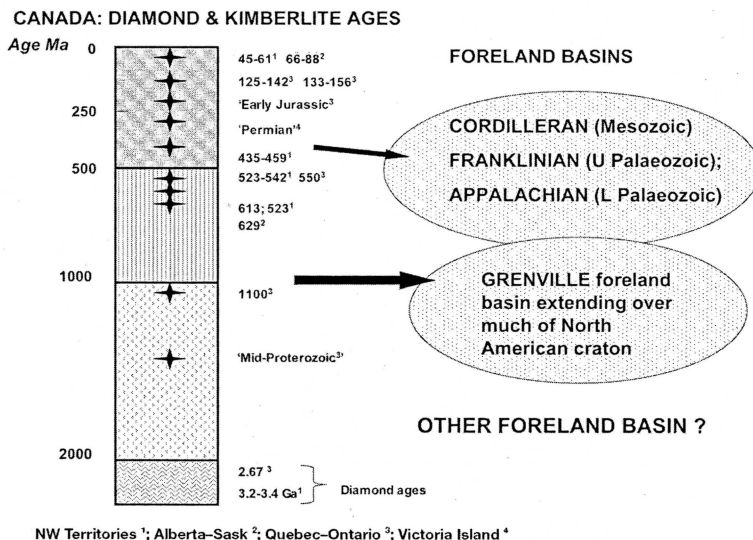 CANADA: DIAMOND & KIMBERLITE AGES
Age Ma
0
250
500
1000
2000
45-61¹ 66-88²
125-142³ 133-156³
'Early Jurassic³
'Permian'⁴
435-459¹
523-542¹ 550³
613; 523¹
629²
1100³
'Mid-Proterozoic³'
2.67 ³
3.2-3.4 Ga¹
Diamond ages
FORELAND BASINS
CORDILLERAN (Mesozoic)
FRANKLINIAN (U Palaeozoic);
APPALACHIAN (L Palaeozoic)
GRENVILLE foreland
basin extending over
much of North
American craton
OTHER FORELAND BASIN ?
NW Territories ¹; Alberta–Sask ²; Quebec–Ontario ³; Victoria Island ⁴